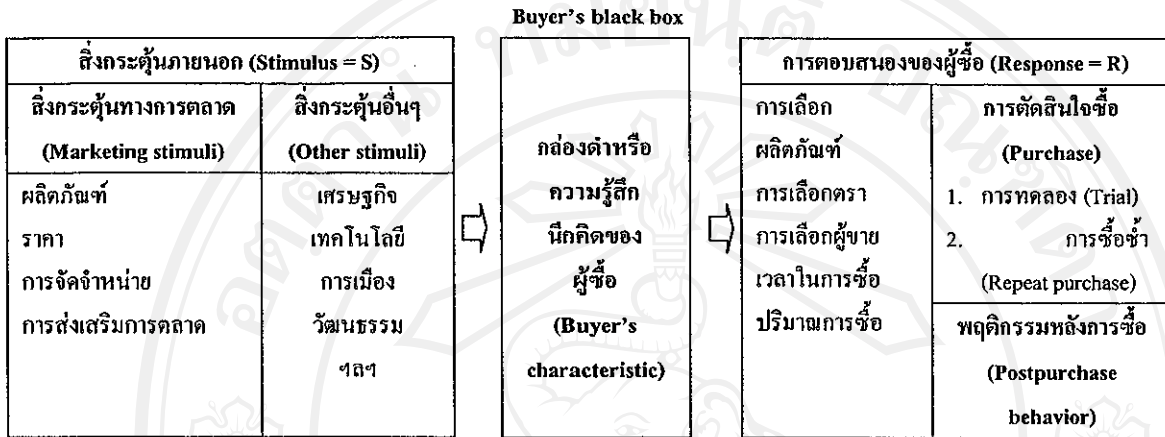 Buyer's black box
สิ่งกระตุ้นภายนอก (Stimulus = S)
สิ่งกระตุ้นทางการตลาด
(Marketing stimuli)
ผลิตภัณฑ์
ราคา
การจัดจำหน่าย
การส่งเสริมการตลาด
สิ่งกระตุ้นอื่นๆ
(Other stimuli)
เศรษฐกิจ
เทคโนโลยี
การเมือง
วัฒนธรรม
ฯลฯ
กล่องดำหรือ
ความรู้สึก
นึกคิดของ
ผู้ซื้อ
(Buyer's
characteristic)
การตอบสนองของผู้ซื้อ (Response = R)
การเลือก
ผลิตภัณฑ์
การเลือกตรา
การเลือกผู้ขาย
เวลาในการซื้อ
ปริมาณการซื้อ
การตัดสินใจซื้อ
(Purchase)
1. การทดลอง (Trial)
2. การซื้อซ้ำ
(Repeat purchase)
พฤติกรรมหลังการซื้อ
(Postpurchase
behavior)